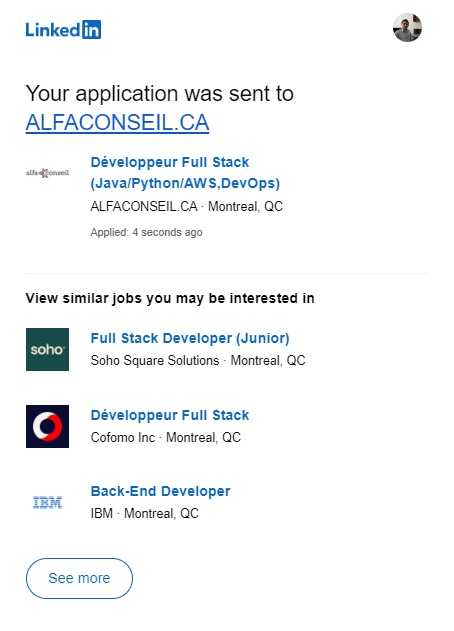 LinkedIn
Your application was sent to
ALFACONSEIL.CA
alfa conseil
Développeur Full Stack
(Java/Python/AWS,DevOps)
ALFACONSEIL.CA · Montreal, QC
Applied: 4 seconds ago
View similar jobs you may be interested in
soho
Full Stack Developer (Junior)
Soho Square Solutions · Montreal, QC
Développeur Full Stack
Cofomo Inc · Montreal, QC
IBM
Back-End Developer
IBM · Montreal, QC
See more